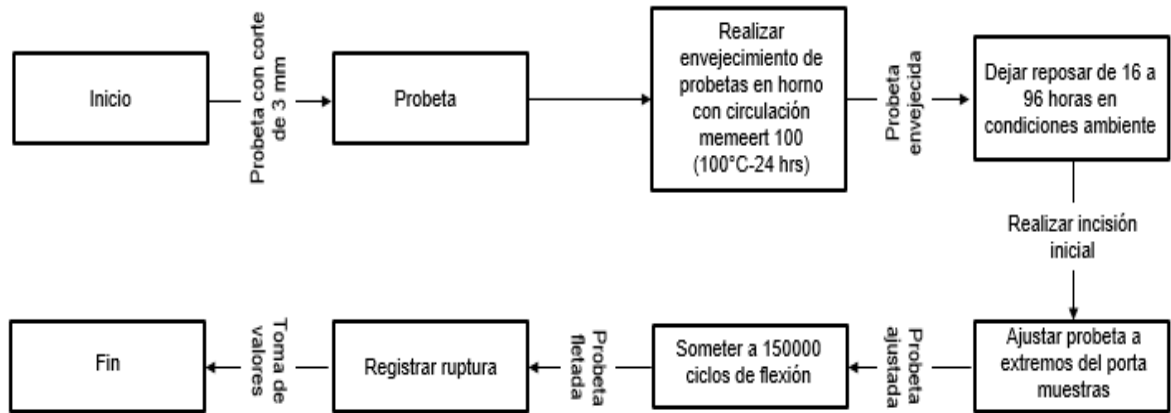 Inicio
Probeta con corte
de 3 mm
Probeta
Realizar
envejecimiento de
probetas en horno
con circulación
memeert 100
(100°C-24 hrs)
Probeta
envejecida
Dejar reposar de 16 a
96 horas en
condiciones ambiente
Realizar incisión
inicial
Ajustar probeta a
extremos del porta
muestras
Probeta
ajustada
Someter a 150000
ciclos de flexión
Probeta
fletada
Registrar ruptura
Toma de
valores
Fin